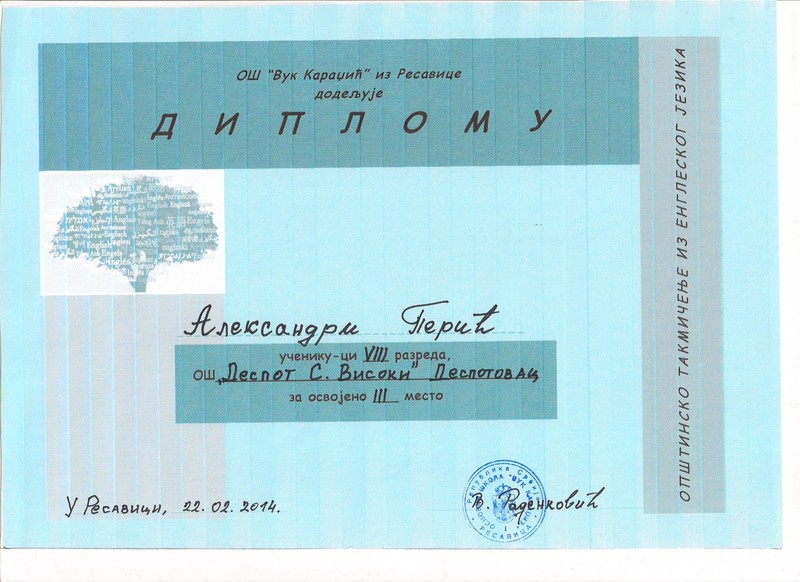 ОШ "Вук Караџић" из Ресавице
додељује
ДИПЛОМУ
Александри Перић
ученику-ци VIII разреда,
ОШ „Деспот С. Високи" Деспотовац
за освојено III место
У Ресавици, 22.02.2014.
В. Раденковић
ОПШТИНСКО ТАКМИЧЕЊЕ ИЗ ЕНГЛЕСКОГ ЈЕЗИКА